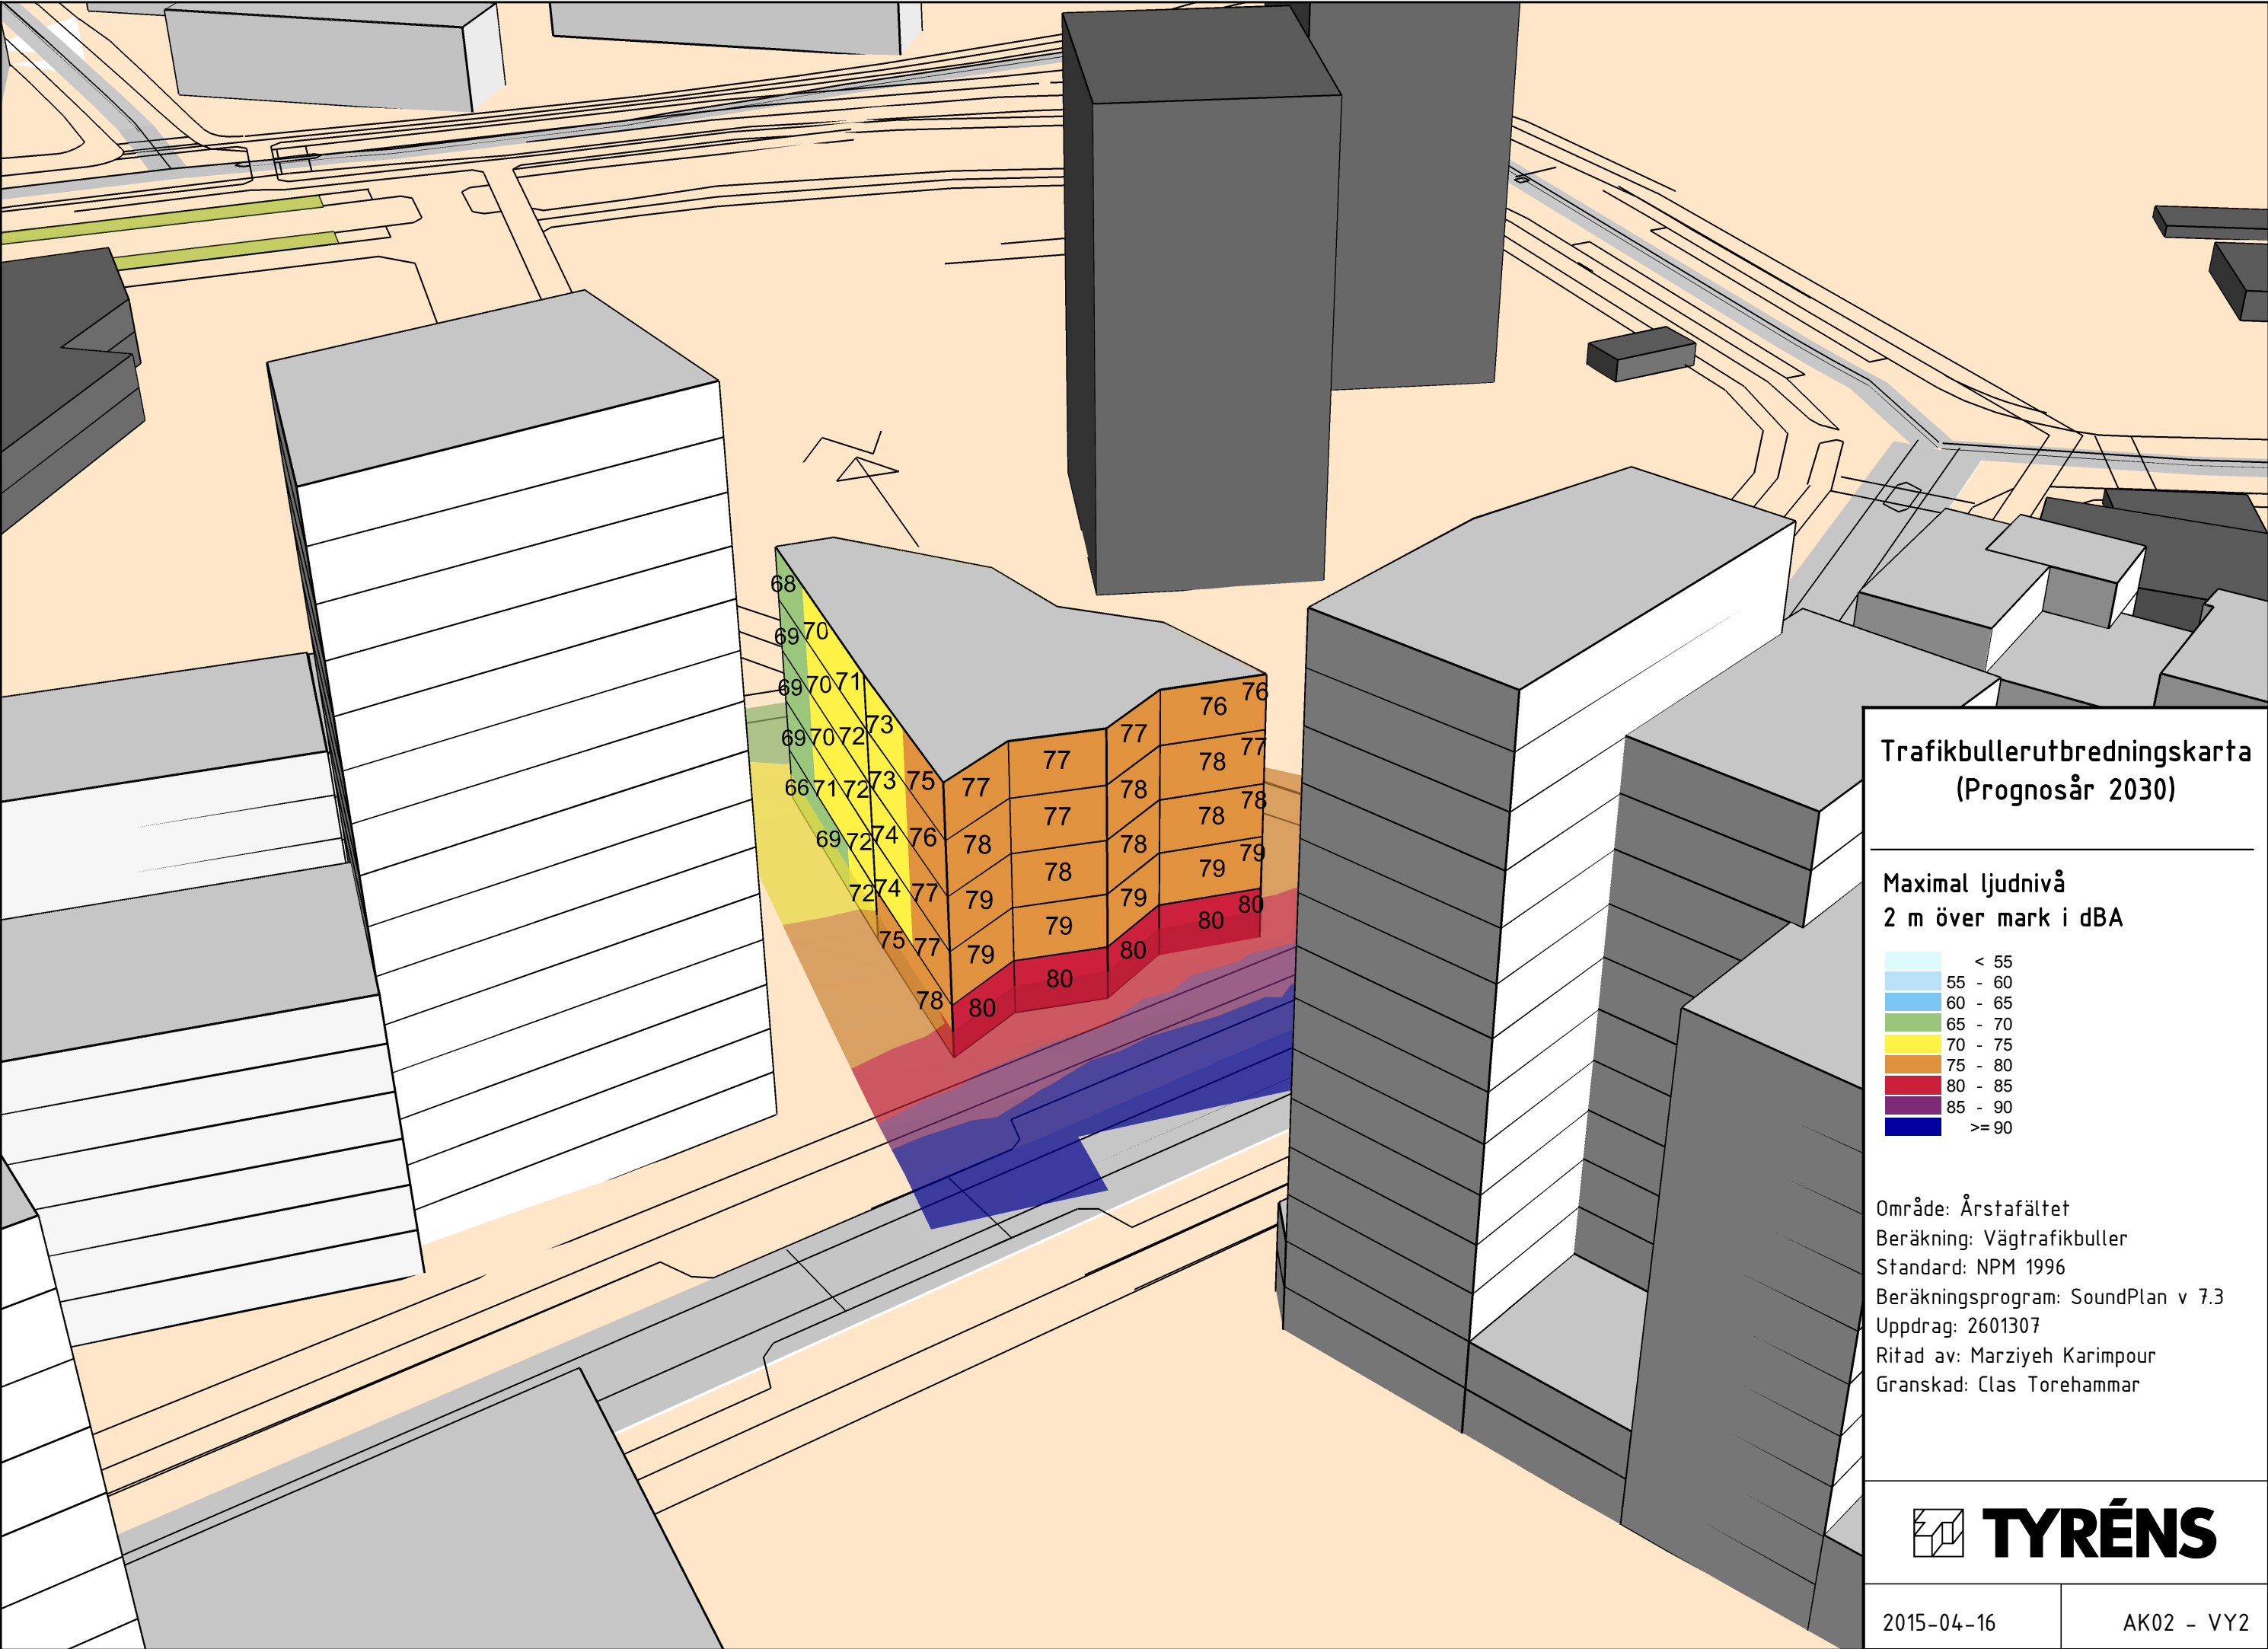 68
69 70
69 70 71
69 70 72 73
66 71 72 73 75
69 72 74 76
72 74 77
75 77
78
77 77 77 76 76
78 77 78 78 77
79 78 78 78 78
79 79 79 79 79
80 80 80 80 80
Trafikbullerutbredningskarta
(Prognosår 2030)
Maximal ljudnivå
2 m över mark i dBA
< 55
55 - 60
60 - 65
65 - 70
70 - 75
75 - 80
80 - 85
85 - 90
>= 90
Område: Årstafältet
Beräkning: Vägtrafikbuller
Standard: NPM 1996
Beräkningsprogram: SoundPlan v 7.3
Uppdrag: 2601307
Ritad av: Marziyeh Karimpour
Granskad: Clas Torehammar
TYRÉNS
2015-04-16
AK02 - VY2